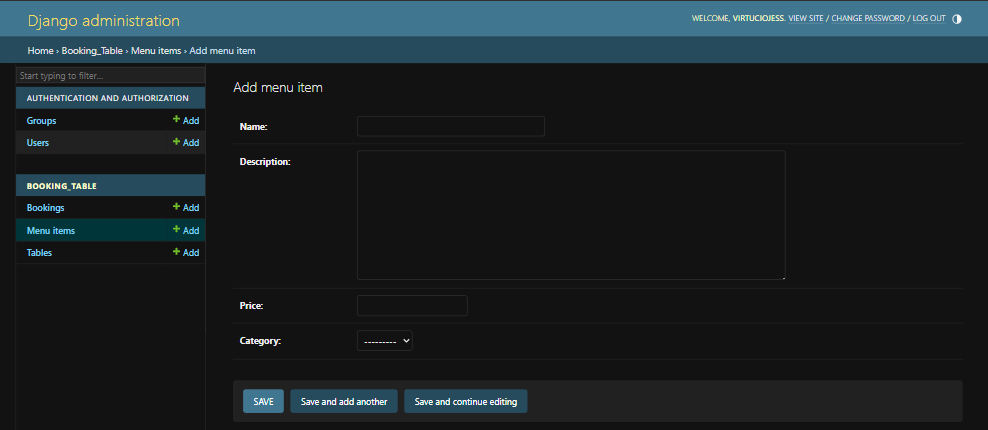 Django administration
WELCOME, VIRTUCIOJESS. VIEW SITE / CHANGE PASSWORD / LOG OUT
Home › Booking_Table › Menu items › Add menu item
Start typing to filter...
AUTHENTICATION AND AUTHORIZATION
Groups + Add
Users + Add
BOOKING_TABLE
Bookings + Add
Menu items + Add
Tables + Add
Add menu item
Name:
Description:
Price:
Category: ---------
SAVE Save and add another Save and continue editing